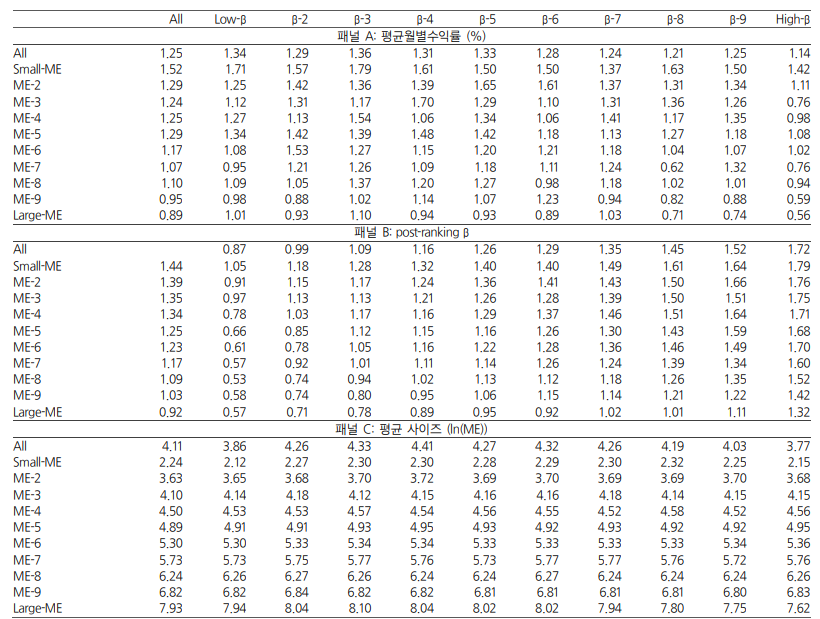 All Low-β β-2 β-3 β-4 β-5 β-6 β-7 β-8 β-9 High-β
패널 A: 평균월별수익률 (%)
All 1.25 1.34 1.29 1.36 1.31 1.33 1.28 1.24 1.21 1.25 1.14
Small-ME 1.52 1.71 1.57 1.79 1.61 1.50 1.50 1.37 1.63 1.50 1.42
ME-2 1.29 1.25 1.42 1.36 1.39 1.65 1.61 1.37 1.31 1.34 1.11
ME-3 1.24 1.12 1.31 1.17 1.70 1.29 1.10 1.31 1.36 1.26 0.76
ME-4 1.25 1.27 1.13 1.54 1.06 1.34 1.06 1.41 1.17 1.35 0.98
ME-5 1.29 1.34 1.42 1.39 1.48 1.42 1.18 1.13 1.27 1.18 1.08
ME-6 1.17 1.08 1.53 1.27 1.15 1.20 1.21 1.18 1.04 1.07 1.02
ME-7 1.07 0.95 1.21 1.26 1.09 1.18 1.11 1.24 0.62 1.32 0.76
ME-8 1.10 1.09 1.05 1.37 1.20 1.27 0.98 1.18 1.02 1.01 0.94
ME-9 0.95 0.98 0.88 1.02 1.14 1.07 1.23 0.94 0.82 0.88 0.59
Large-ME 0.89 1.01 0.93 1.10 0.94 0.93 0.89 1.03 0.71 0.74 0.56
패널 B: post-ranking β
All 0.87 0.99 1.09 1.16 1.26 1.29 1.35 1.45 1.52 1.72
Small-ME 1.44 1.05 1.18 1.28 1.32 1.40 1.40 1.49 1.61 1.64 1.79
ME-2 1.39 0.91 1.15 1.17 1.24 1.36 1.41 1.43 1.50 1.66 1.76
ME-3 1.35 0.97 1.13 1.13 1.21 1.26 1.28 1.39 1.50 1.51 1.75
ME-4 1.34 0.78 1.03 1.17 1.16 1.29 1.37 1.46 1.51 1.64 1.71
ME-5 1.25 0.66 0.85 1.12 1.15 1.16 1.26 1.30 1.43 1.59 1.68
ME-6 1.23 0.61 0.78 1.05 1.16 1.22 1.28 1.36 1.46 1.49 1.70
ME-7 1.17 0.57 0.92 1.01 1.11 1.14 1.26 1.24 1.39 1.34 1.60
ME-8 1.09 0.53 0.74 0.94 1.02 1.13 1.12 1.18 1.26 1.35 1.52
ME-9 1.03 0.58 0.74 0.80 0.95 1.06 1.15 1.14 1.21 1.22 1.42
Large-ME 0.92 0.57 0.71 0.78 0.89 0.95 0.92 1.02 1.01 1.11 1.32
패널 C: 평균 사이즈 (ln(ME))
All 4.11 3.86 4.26 4.33 4.41 4.27 4.32 4.26 4.19 4.03 3.77
Small-ME 2.24 2.12 2.27 2.30 2.30 2.28 2.29 2.30 2.32 2.25 2.15
ME-2 3.63 3.65 3.68 3.70 3.72 3.69 3.70 3.69 3.69 3.70 3.68
ME-3 4.10 4.14 4.18 4.12 4.15 4.16 4.16 4.18 4.14 4.15 4.15
ME-4 4.50 4.53 4.53 4.57 4.54 4.56 4.55 4.52 4.58 4.52 4.56
ME-5 4.89 4.91 4.91 4.93 4.95 4.93 4.92 4.93 4.92 4.92 4.95
ME-6 5.30 5.30 5.33 5.34 5.34 5.33 5.33 5.33 5.33 5.34 5.36
ME-7 5.73 5.73 5.75 5.77 5.76 5.73 5.77 5.77 5.76 5.72 5.76
ME-8 6.24 6.26 6.27 6.26 6.24 6.24 6.27 6.24 6.24 6.24 6.26
ME-9 6.82 6.82 6.84 6.82 6.82 6.81 6.81 6.81 6.81 6.80 6.83
Large-ME 7.93 7.94 8.04 8.10 8.04 8.02 8.02 7.94 7.80 7.75 7.62